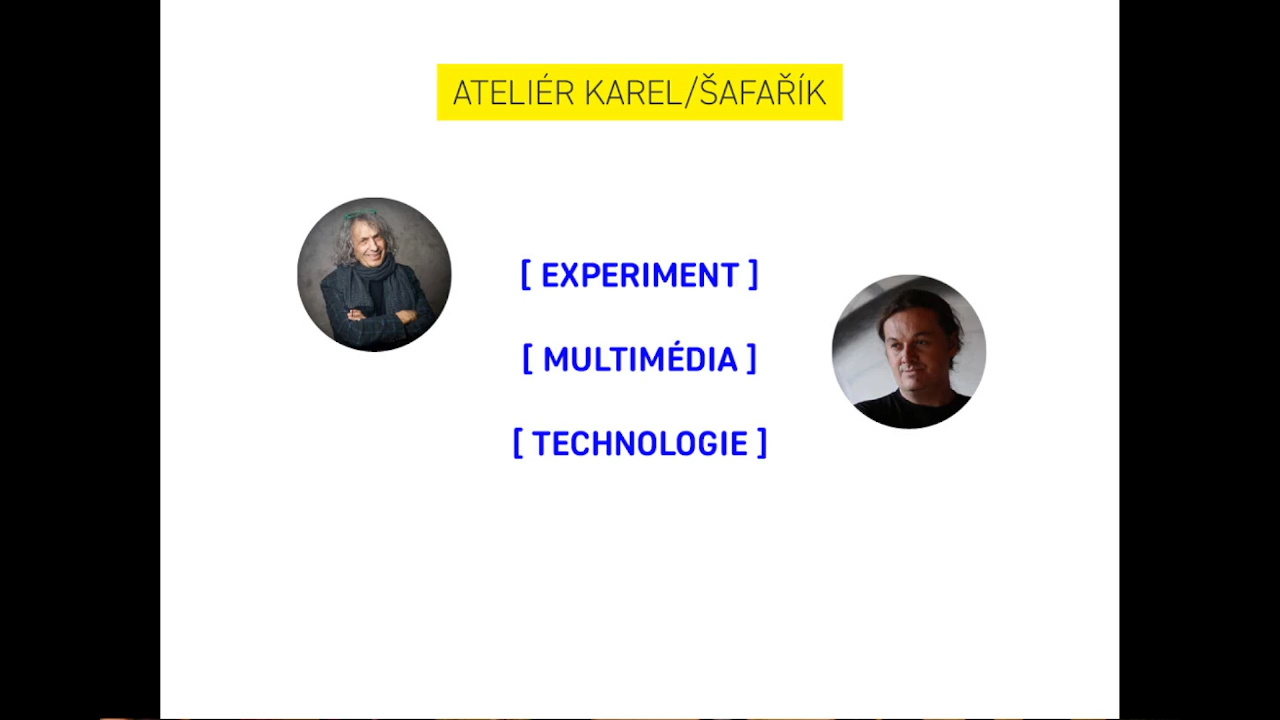 ATELIÉR KAREL/ŠAFAŘÍK
[ EXPERIMENT ]
[ MULTIMÉDIA ]
[ TECHNOLOGIE ]